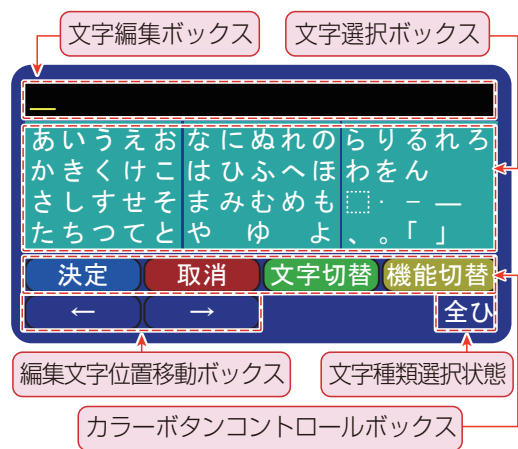 文字編集ボックス 文字選択ボックス
あいうえお なにぬれの らりるれろ
かきくけこ はひふへほ わをん
さしすせそ まみむめも ・－―
たちつてと や ゆ よ 、。「 」
決定 取消 文字切替 機能切替
← → 全ひ
編集文字位置移動ボックス 文字種類選択状態
カラーボタンコントロールボックス